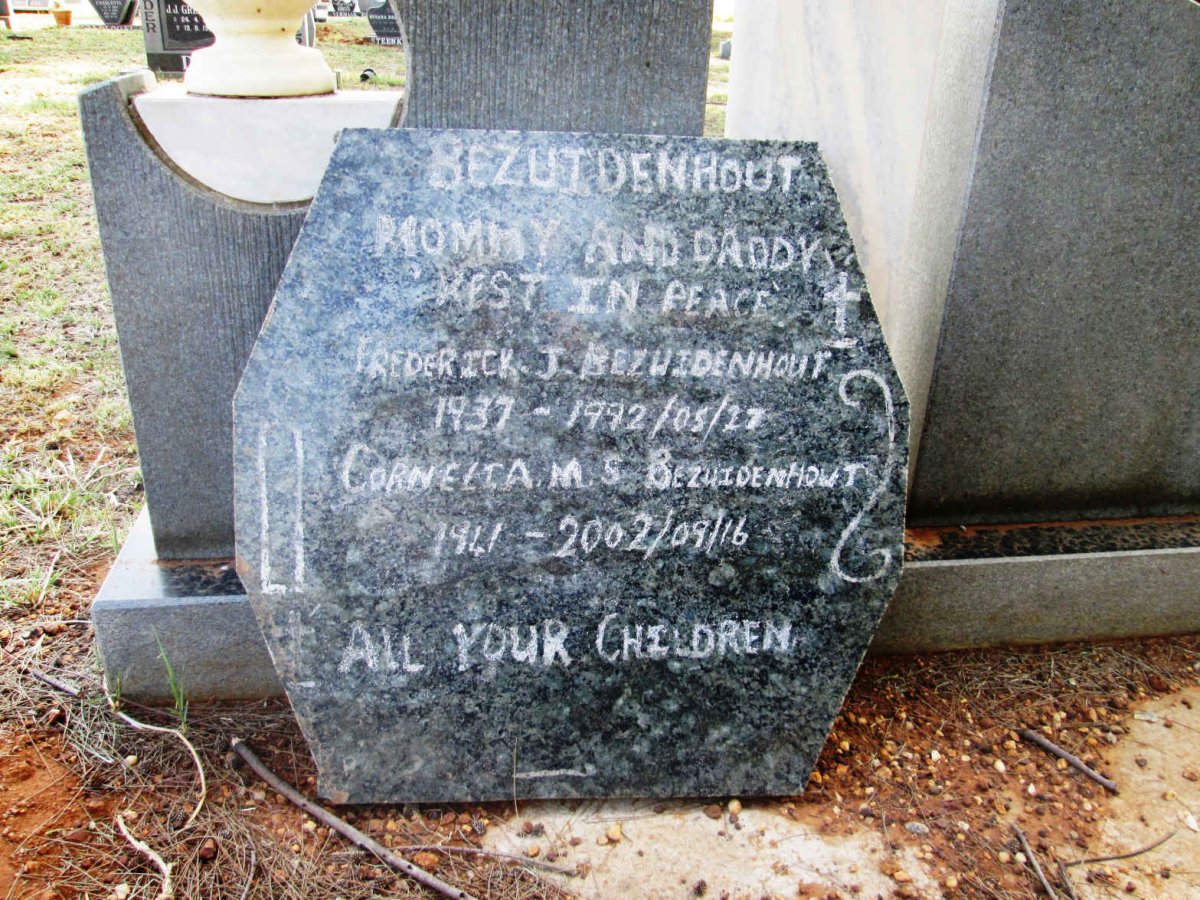 BEZUIDENHOUT
MOMMY AND DADDY
REST IN PEACE
FREDERICK. J. BEZUIDENHOUT
1937 - 1992/05/27
CORNELIA. M. S BEZUIDENHOUT
1941 - 2002/09/16
ALL YOUR CHILDREN